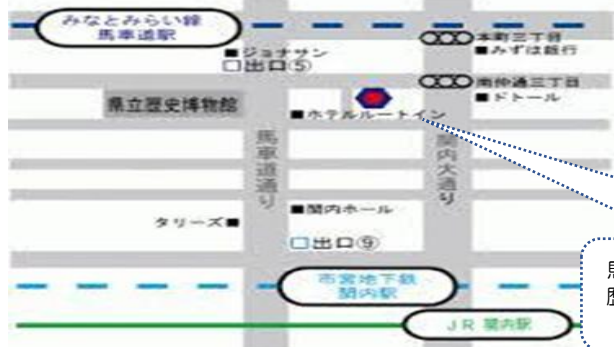 みなとみらい線
馬車道駅
本町三丁目
■みずほ銀行
■ジョナサン
□出口⑤
南仲通三丁目
■ドトール
県立歴史博物館
■ホテルルートイン
馬車道通り
関内大通り
■関内ホール
タリーズ■
□出口⑨
市営地下鉄
関内駅
JR 関内駅